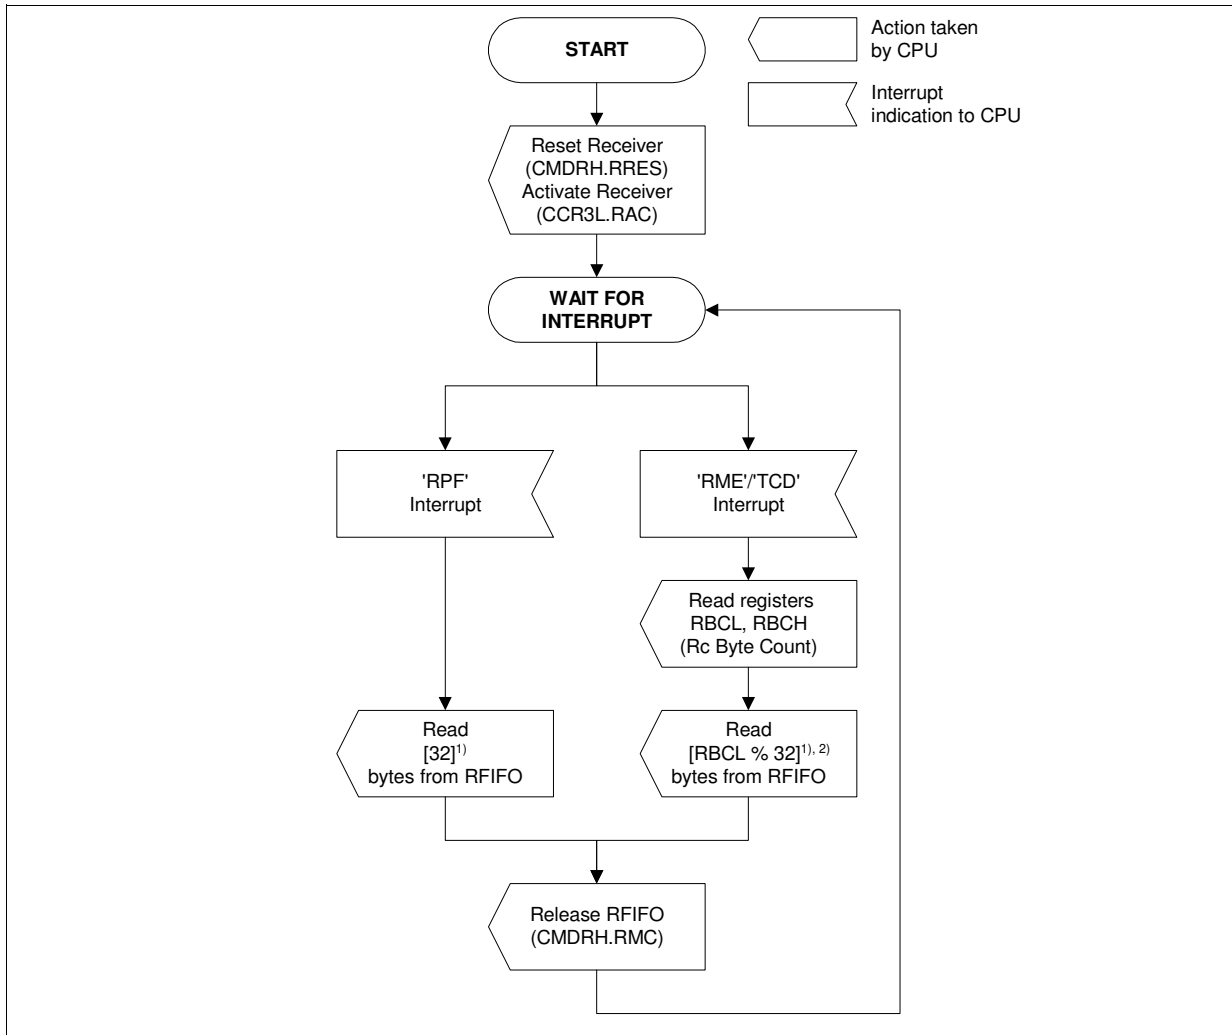 START
Action taken
by CPU
Interrupt
indication to CPU
Reset Receiver
(CMDRH.RRES)
Activate Receiver
(CCR3L.RAC)
WAIT FOR
INTERRUPT
'RPF'
Interrupt
'RME'/'TCD'
Interrupt
Read registers
RBCL, RBCH
(Rc Byte Count)
Read
[32]1)
bytes from RFIFO
Read
[RBCL % 32]1), 2)
bytes from RFIFO
Release RFIFO
(CMDRH.RMC)